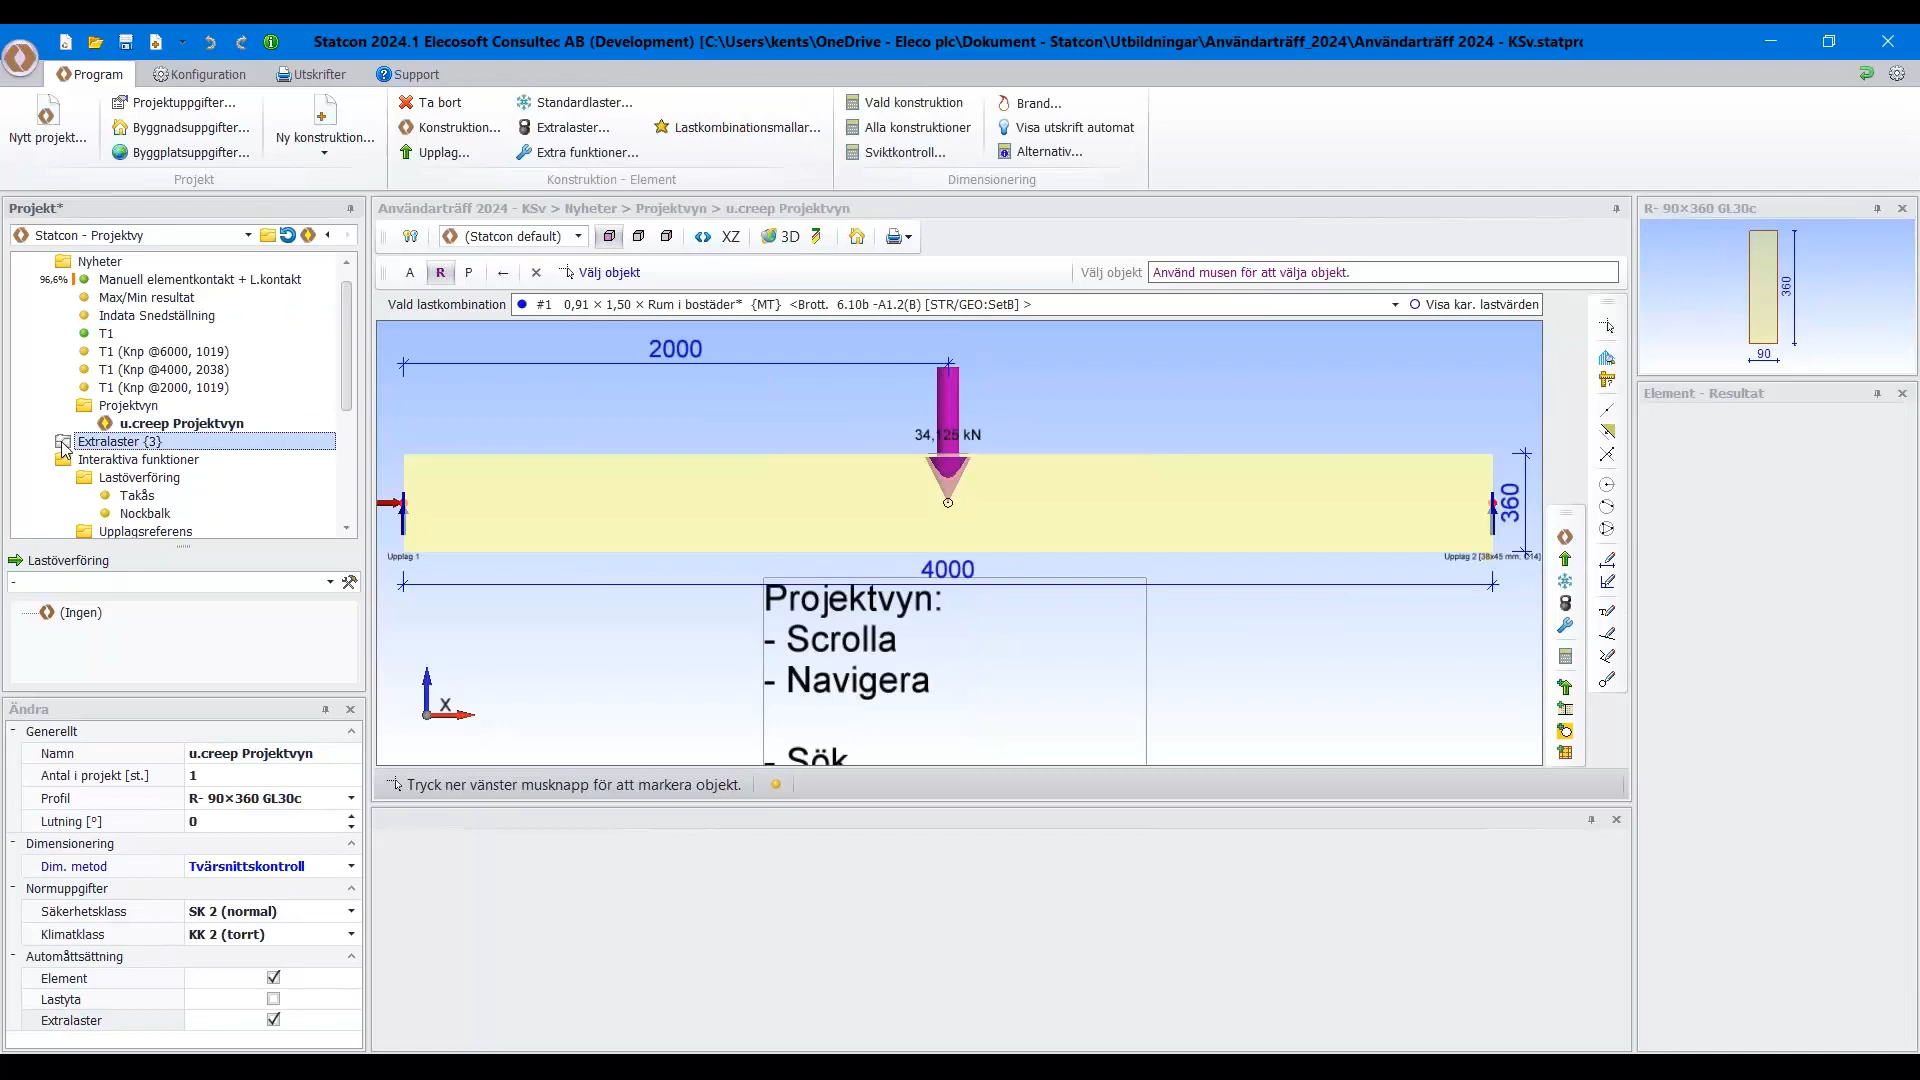 Statcon 2024.1 Elecosoft Consultec AB (Development) [C:\Users\kents\OneDrive - Eleco plc\Dokument - Statcon\Utbildningar\Användarträff_2024\Användarträff 2024 - KSv.statpro
Program Konfiguration Utskrifter Support
Nytt projekt...
Projektuppgifter...
Byggnadsuppgifter...
Byggplatsuppgifter...
Ny konstruktion...
Projekt
Ta bort
Konstruktion...
Upplag...
Standardlaster...
Extralaster...
Extra funktioner...
Lastkombinationsmallar...
Konstruktion - Element
Vald konstruktion
Alla konstruktioner
Sviktkontroll...
Brand...
Visa utskrift automat
Alternativ...
Dimensionering
Projekt*
Statcon - Projektvy
Nyheter
96,6% Manuell elementkontakt + L.kontakt
Max/Min resultat
Indata Snedställning
T1
T1 (Knp @6000, 1019)
T1 (Knp @4000, 2038)
T1 (Knp @2000, 1019)
Projektvyn
u.creep Projektvyn
Extralaster {3}
Interaktiva funktioner
Lastöverföring
Takås
Nockbalk
Upplagsreferens
Lastöverföring
-
(Ingen)
Ändra
Generellt
Namn u.creep Projektvyn
Antal i projekt [st.] 1
Profil R- 90×360 GL30c
Lutning [°] 0
Dimensionering
Dim. metod Tvärsnittskontroll
Normuppgifter
Säkerhetsklass SK 2 (normal)
Klimatklass KK 2 (torrt)
Automåttsättning
Element
Lastyta
Extralaster
Användarträff 2024 - KSv > Nyheter > Projektvyn > u.creep Projektvyn
(Statcon default) XZ 3D
A R P Välj objekt
Välj objekt Använd musen för att välja objekt.
Vald lastkombination #1 0,91 × 1,50 × Rum i bostäder* {MT} <Brott. 6.10b -A1.2(B) [STR/GEO:SetB] >
Visa kar. lastvärden
2000
34,125 kN
360
Upplag 1
Upplag 2 [38x45 mm. C14]
4000
Projektvyn:
- Scrolla
- Navigera
- Sök
X
Tryck ner vänster musknapp för att markera objekt.
R- 90×360 GL30c
360
90
Element - Resultat